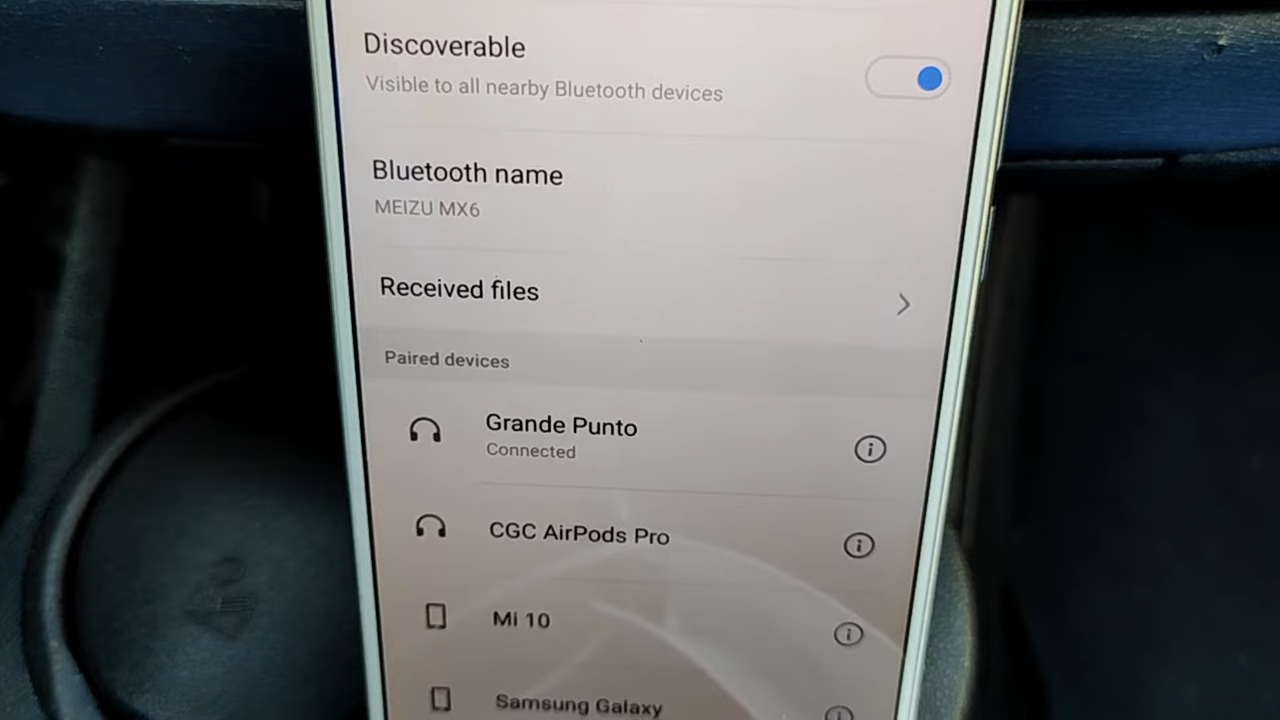 Discoverable
Visible to all nearby Bluetooth devices
Bluetooth name
MEIZU MX6
Received files
Paired devices
Grande Punto
Connected
CGC AirPods Pro
Mi 10
Samsung Galaxy